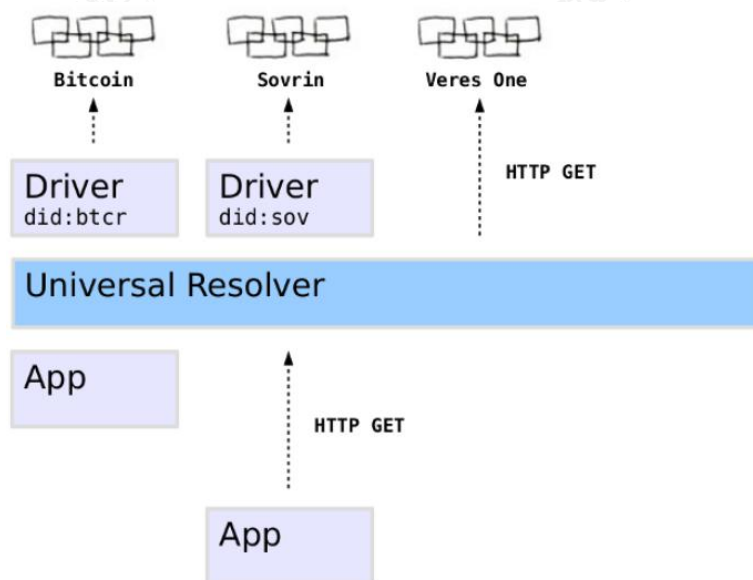 Bitcoin
Sovrin
Veres One
HTTP GET
Driver
did:btcr
Driver
did:sov
Universal Resolver
App
HTTP GET
App